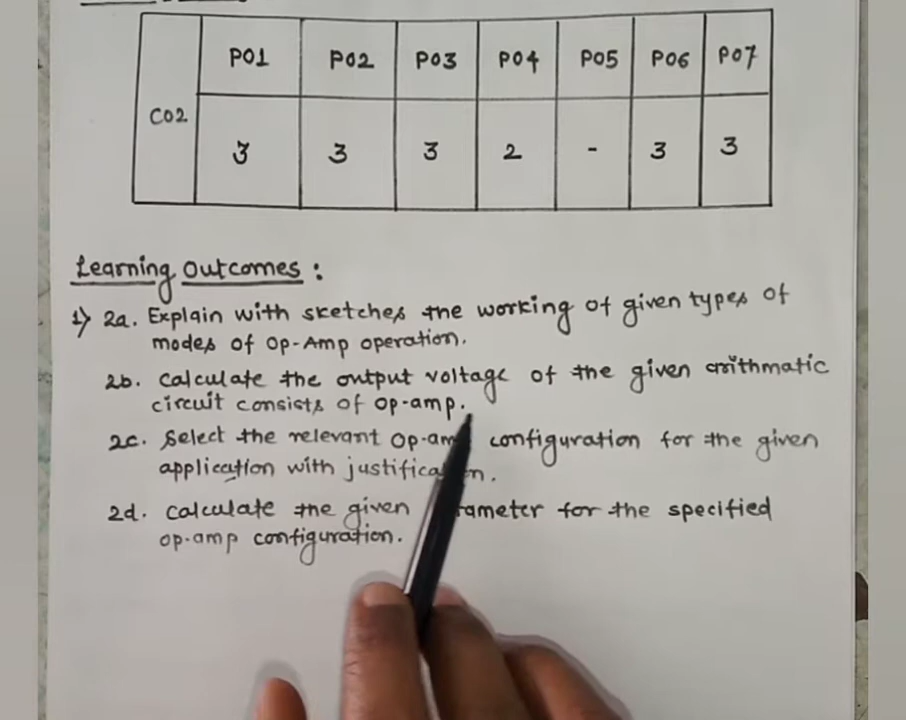 PO1 PO2 PO3 PO4 PO5 PO6 PO7
CO2
3 3 3 2 - 3 3
Learning Outcomes :
1) 2a. Explain with sketches the working of given types of
modes of Op-Amp operation.
2b. Calculate the output voltage of the given arithmatic
circuit consists of op-amp.
2c. Select the relevant Op-am configuration for the given
application with justifica n.
2d. Calculate the given rameter for the specified
op-amp configuration.